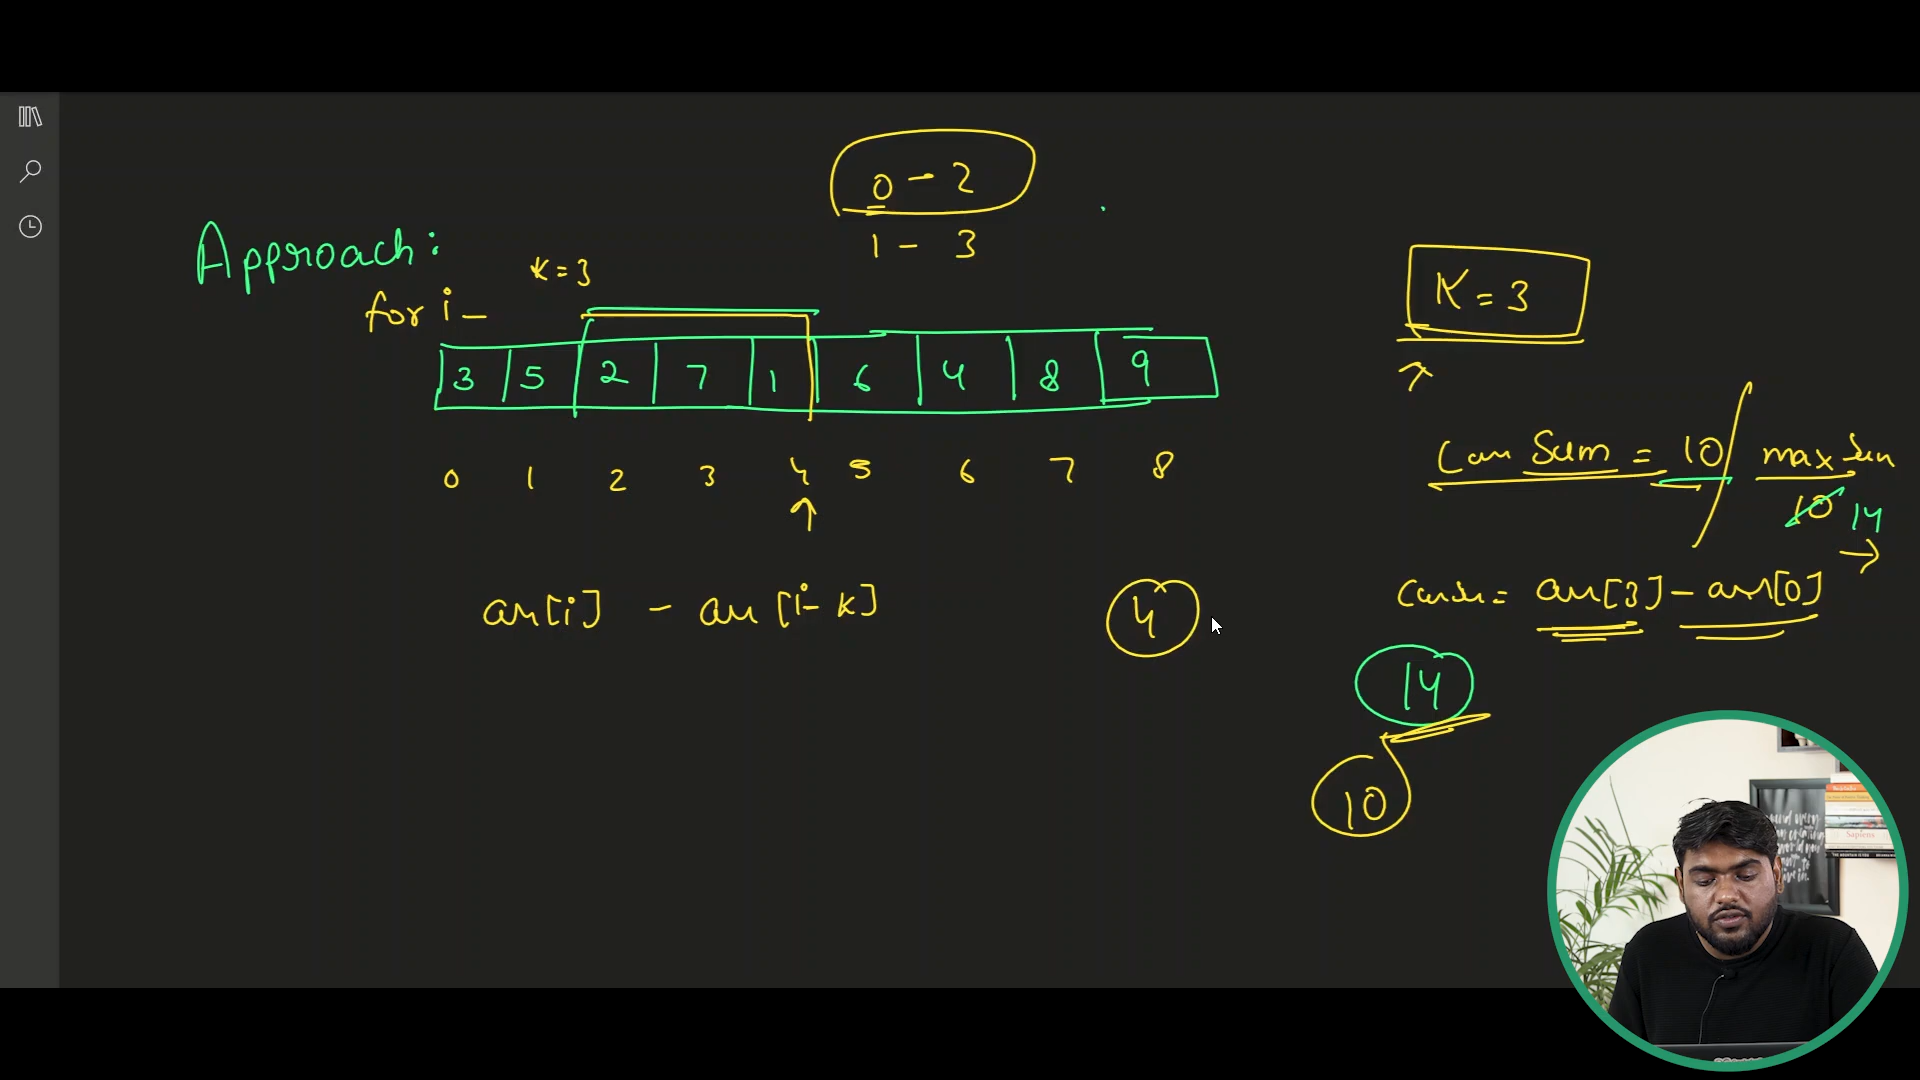 0 - 2
1 - 3
Approach:
K = 3
for i -
K = 3
3 5 2 7 1 6 4 8 9
0 1 2 3 4 5 6 7 8
Curr Sum = 10
max Sum
10 14
arr[i] - arr[i-k]
4
= arr[3] - arr[0]
14
10
Sapiens